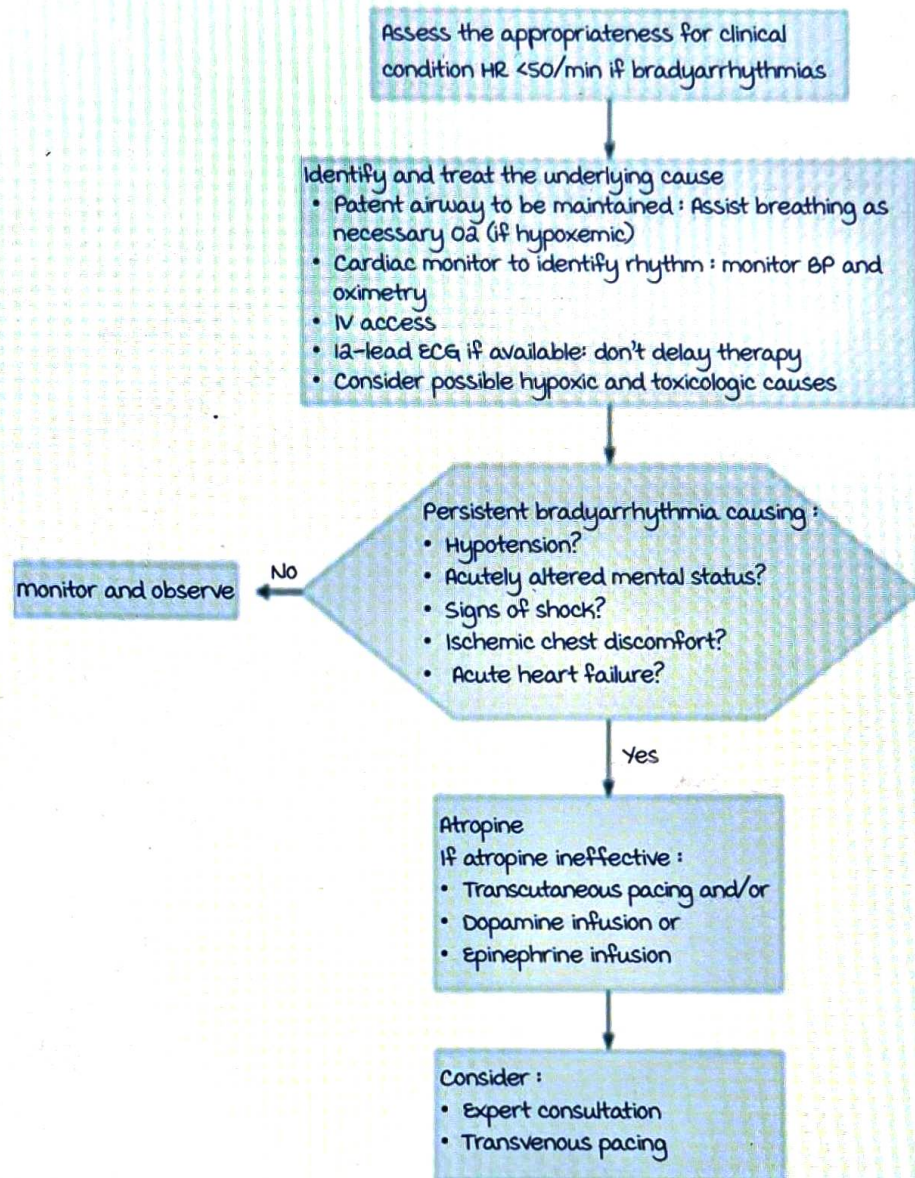 Assess the appropriateness for clinical
condition HR <50/min if bradyarrhythmias
Identify and treat the underlying cause
• Patent airway to be maintained : Assist breathing as
necessary O2 (if hypoxemic)
• Cardiac monitor to identify rhythm : monitor BP and
oximetry
• IV access
• 12-lead ECG if available: don't delay therapy
• Consider possible hypoxic and toxicologic causes
Persistent bradyarrhythmia causing :
• Hypotension?
• Acutely altered mental status?
• Signs of shock?
• Ischemic chest discomfort?
• Acute heart failure?
No
monitor and observe
Yes
Atropine
If atropine ineffective :
• Transcutaneous pacing and/or
• Dopamine infusion or
• Epinephrine infusion
Consider :
• Expert consultation
• Transvenous pacing